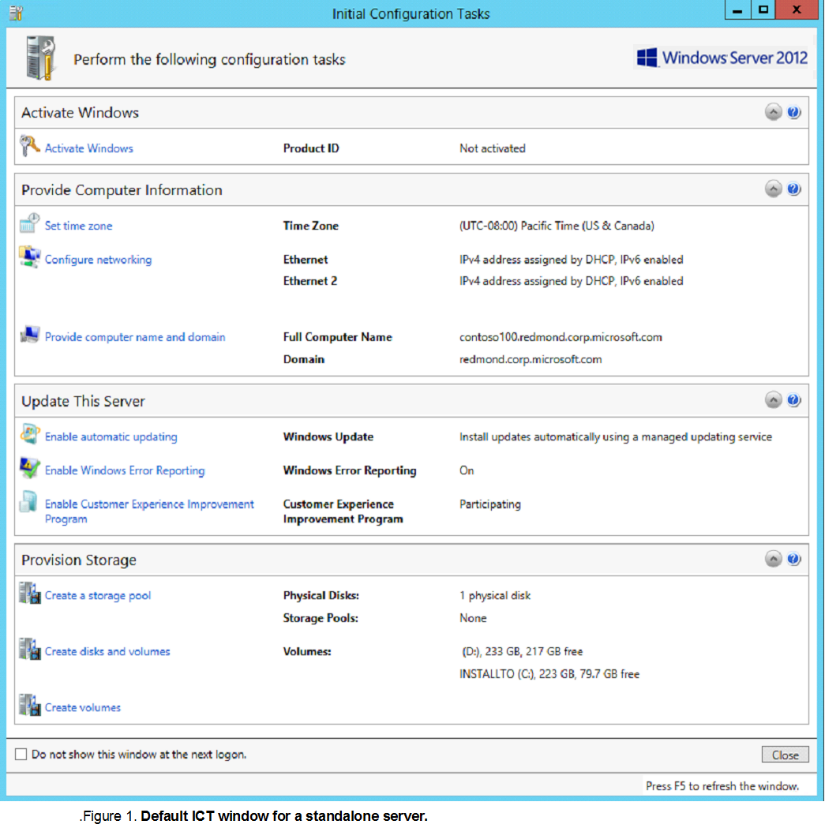 Initial Configuration Tasks
Perform the following configuration tasks
Windows Server 2012
Activate Windows
Activate Windows Product ID Not activated
Provide Computer Information
Set time zone Time Zone (UTC-08:00) Pacific Time (US & Canada)
Configure networking Ethernet IPv4 address assigned by DHCP, IPv6 enabled
Ethernet 2 IPv4 address assigned by DHCP, IPv6 enabled
Provide computer name and domain Full Computer Name contoso100.redmond.corp.microsoft.com
Domain redmond.corp.microsoft.com
Update This Server
Enable automatic updating Windows Update Install updates automatically using a managed updating service
Enable Windows Error Reporting Windows Error Reporting On
Enable Customer Experience Improvement Customer Experience Participating
Program Improvement Program
Provision Storage
Create a storage pool Physical Disks: 1 physical disk
Storage Pools: None
Create disks and volumes Volumes: (D:), 233 GB, 217 GB free
INSTALLTO (C:), 223 GB, 79.7 GB free
Create volumes
Do not show this window at the next logon. Close
Press F5 to refresh the window.
.Figure 1. Default ICT window for a standalone server.